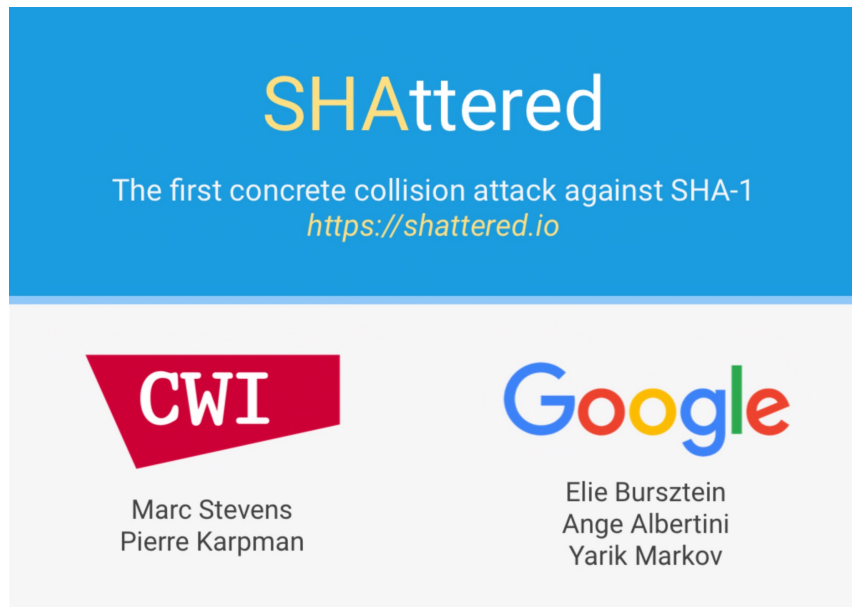 SHAttered
The first concrete collision attack against SHA-1
https://shattered.io
CWI
Marc Stevens
Pierre Karpman
Google
Elie Bursztein
Ange Albertini
Yarik Markov